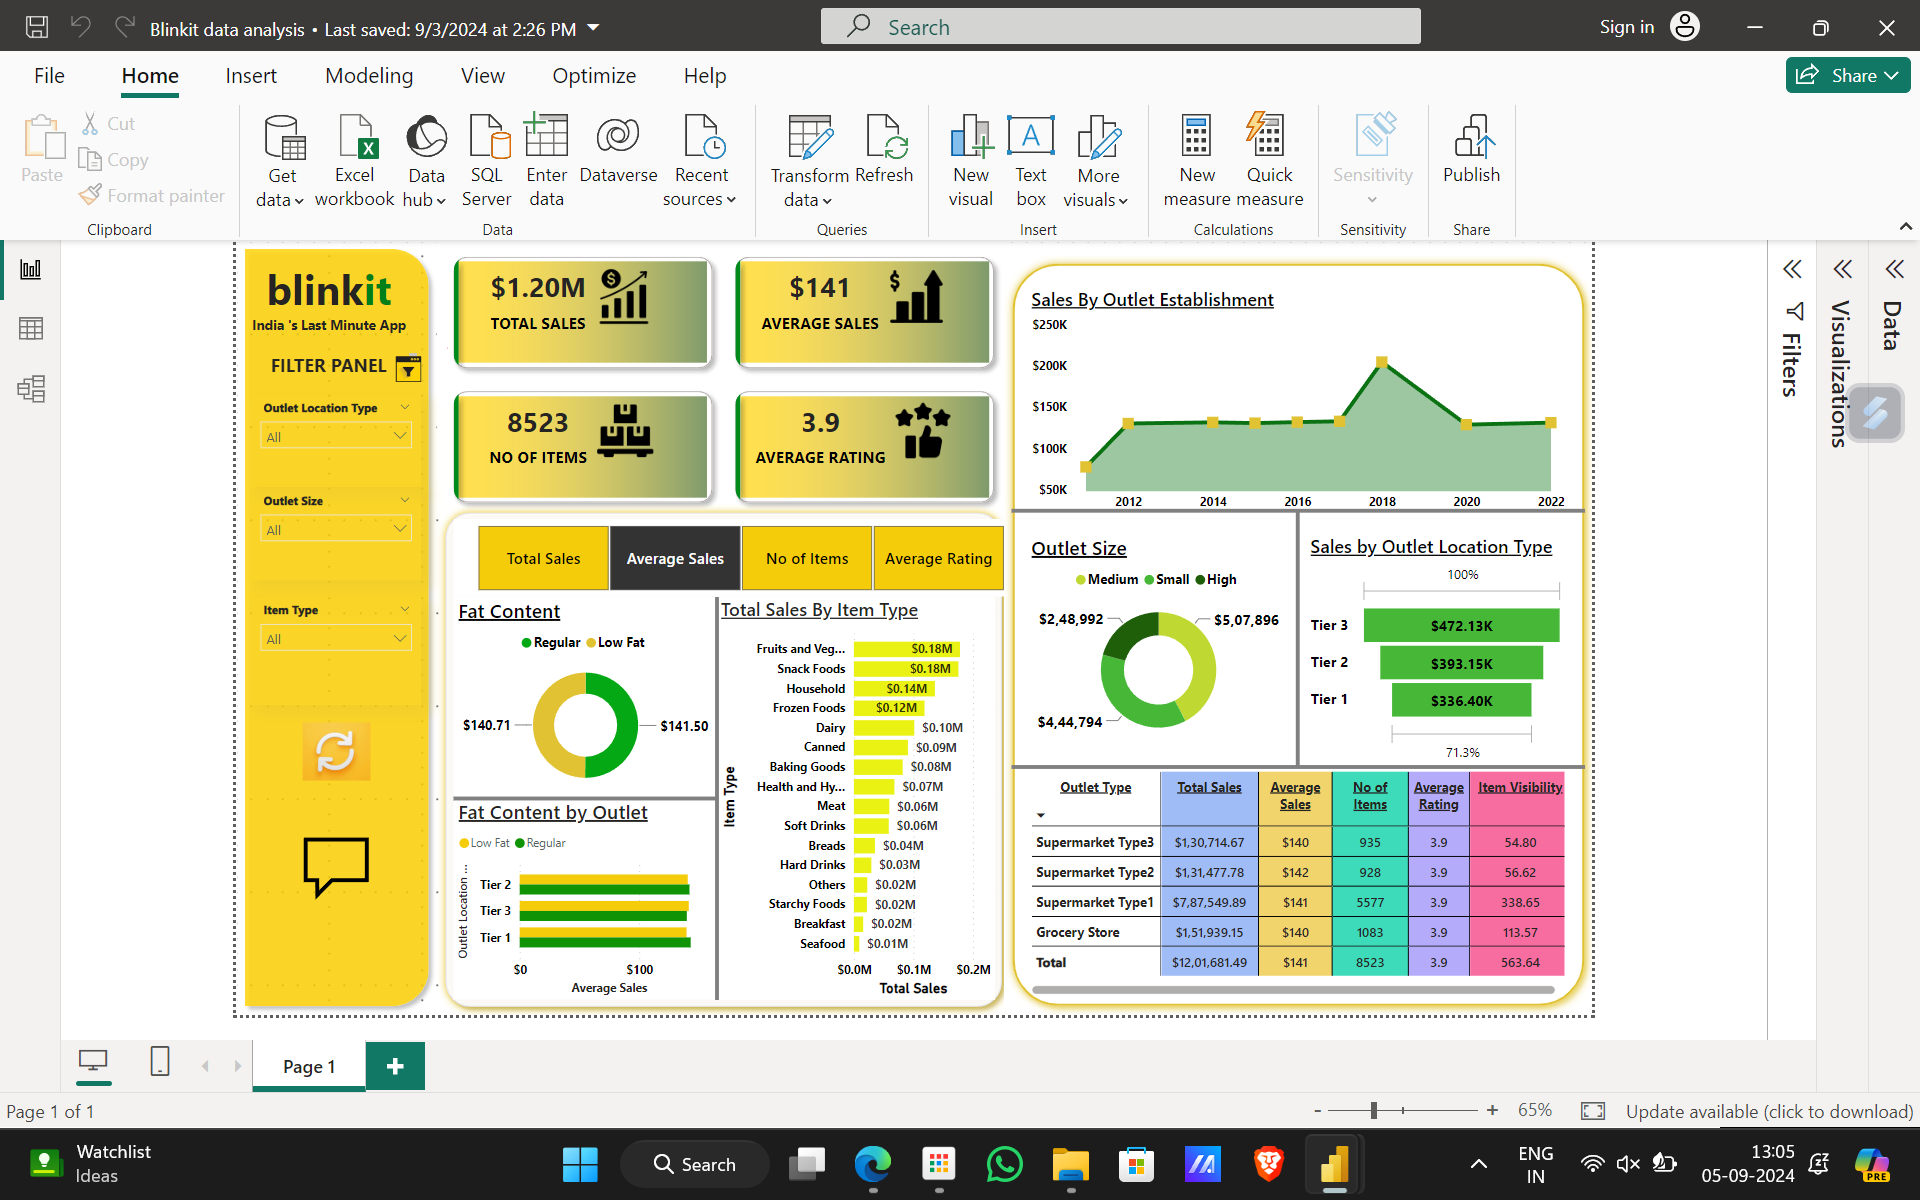 Blinkit data analysis • Last saved: 9/3/2024 at 2:26 PM
Search
Sign in
File
Home
Insert
Modeling
View
Optimize
Help
Share
Paste
Cut
Copy
Format painter
Clipboard
Get data
Excel workbook
Data hub
SQL Server
Enter data
Dataverse
Recent sources
Data
Transform data
Refresh
Queries
New visual
Text box
More visuals
Insert
New measure
Quick measure
Calculations
Sensitivity
Sensitivity
Publish
Share
blinkit
India 's Last Minute App
FILTER PANEL
Outlet Location Type
All
Outlet Size
All
Item Type
All
$1.20M
TOTAL SALES
$141
AVERAGE SALES
8523
NO OF ITEMS
3.9
AVERAGE RATING
Total Sales
Average Sales
No of Items
Average Rating
Fat Content
Regular
Low Fat
$140.71
$141.50
Fat Content by Outlet
Low Fat
Regular
Outlet Location ...
Tier 2
Tier 3
Tier 1
$0
$100
Average Sales
Total Sales By Item Type
Item Type
Fruits and Veg... $0.18M
Snack Foods $0.18M
Household $0.14M
Frozen Foods $0.12M
Dairy $0.10M
Canned $0.09M
Baking Goods $0.08M
Health and Hy... $0.07M
Meat $0.06M
Soft Drinks $0.06M
Breads $0.04M
Hard Drinks $0.03M
Others $0.02M
Starchy Foods $0.02M
Breakfast $0.02M
Seafood $0.01M
$0.0M $0.1M $0.2M
Total Sales
Sales By Outlet Establishment
$250K
$200K
$150K
$100K
$50K
2012 2014 2016 2018 2020 2022
Outlet Size
Medium Small High
$2,48,992
$5,07,896
$4,44,794
Sales by Outlet Location Type
100%
Tier 3 $472.13K
Tier 2 $393.15K
Tier 1 $336.40K
71.3%
Outlet Type Total Sales Average Sales No of Items Average Rating Item Visibility
Supermarket Type3 $1,30,714.67 $140 935 3.9 54.80
Supermarket Type2 $1,31,477.78 $142 928 3.9 56.62
Supermarket Type1 $7,87,549.89 $141 5577 3.9 338.65
Grocery Store $1,51,939.15 $140 1083 3.9 113.57
Total $12,01,681.49 $141 8523 3.9 563.64
Filters
Visualizations
Data
Page 1
+
Page 1 of 1
- + 65%
Update available (click to download)
Watchlist
Ideas
Search
ENG
IN
13:05
05-09-2024
PRE